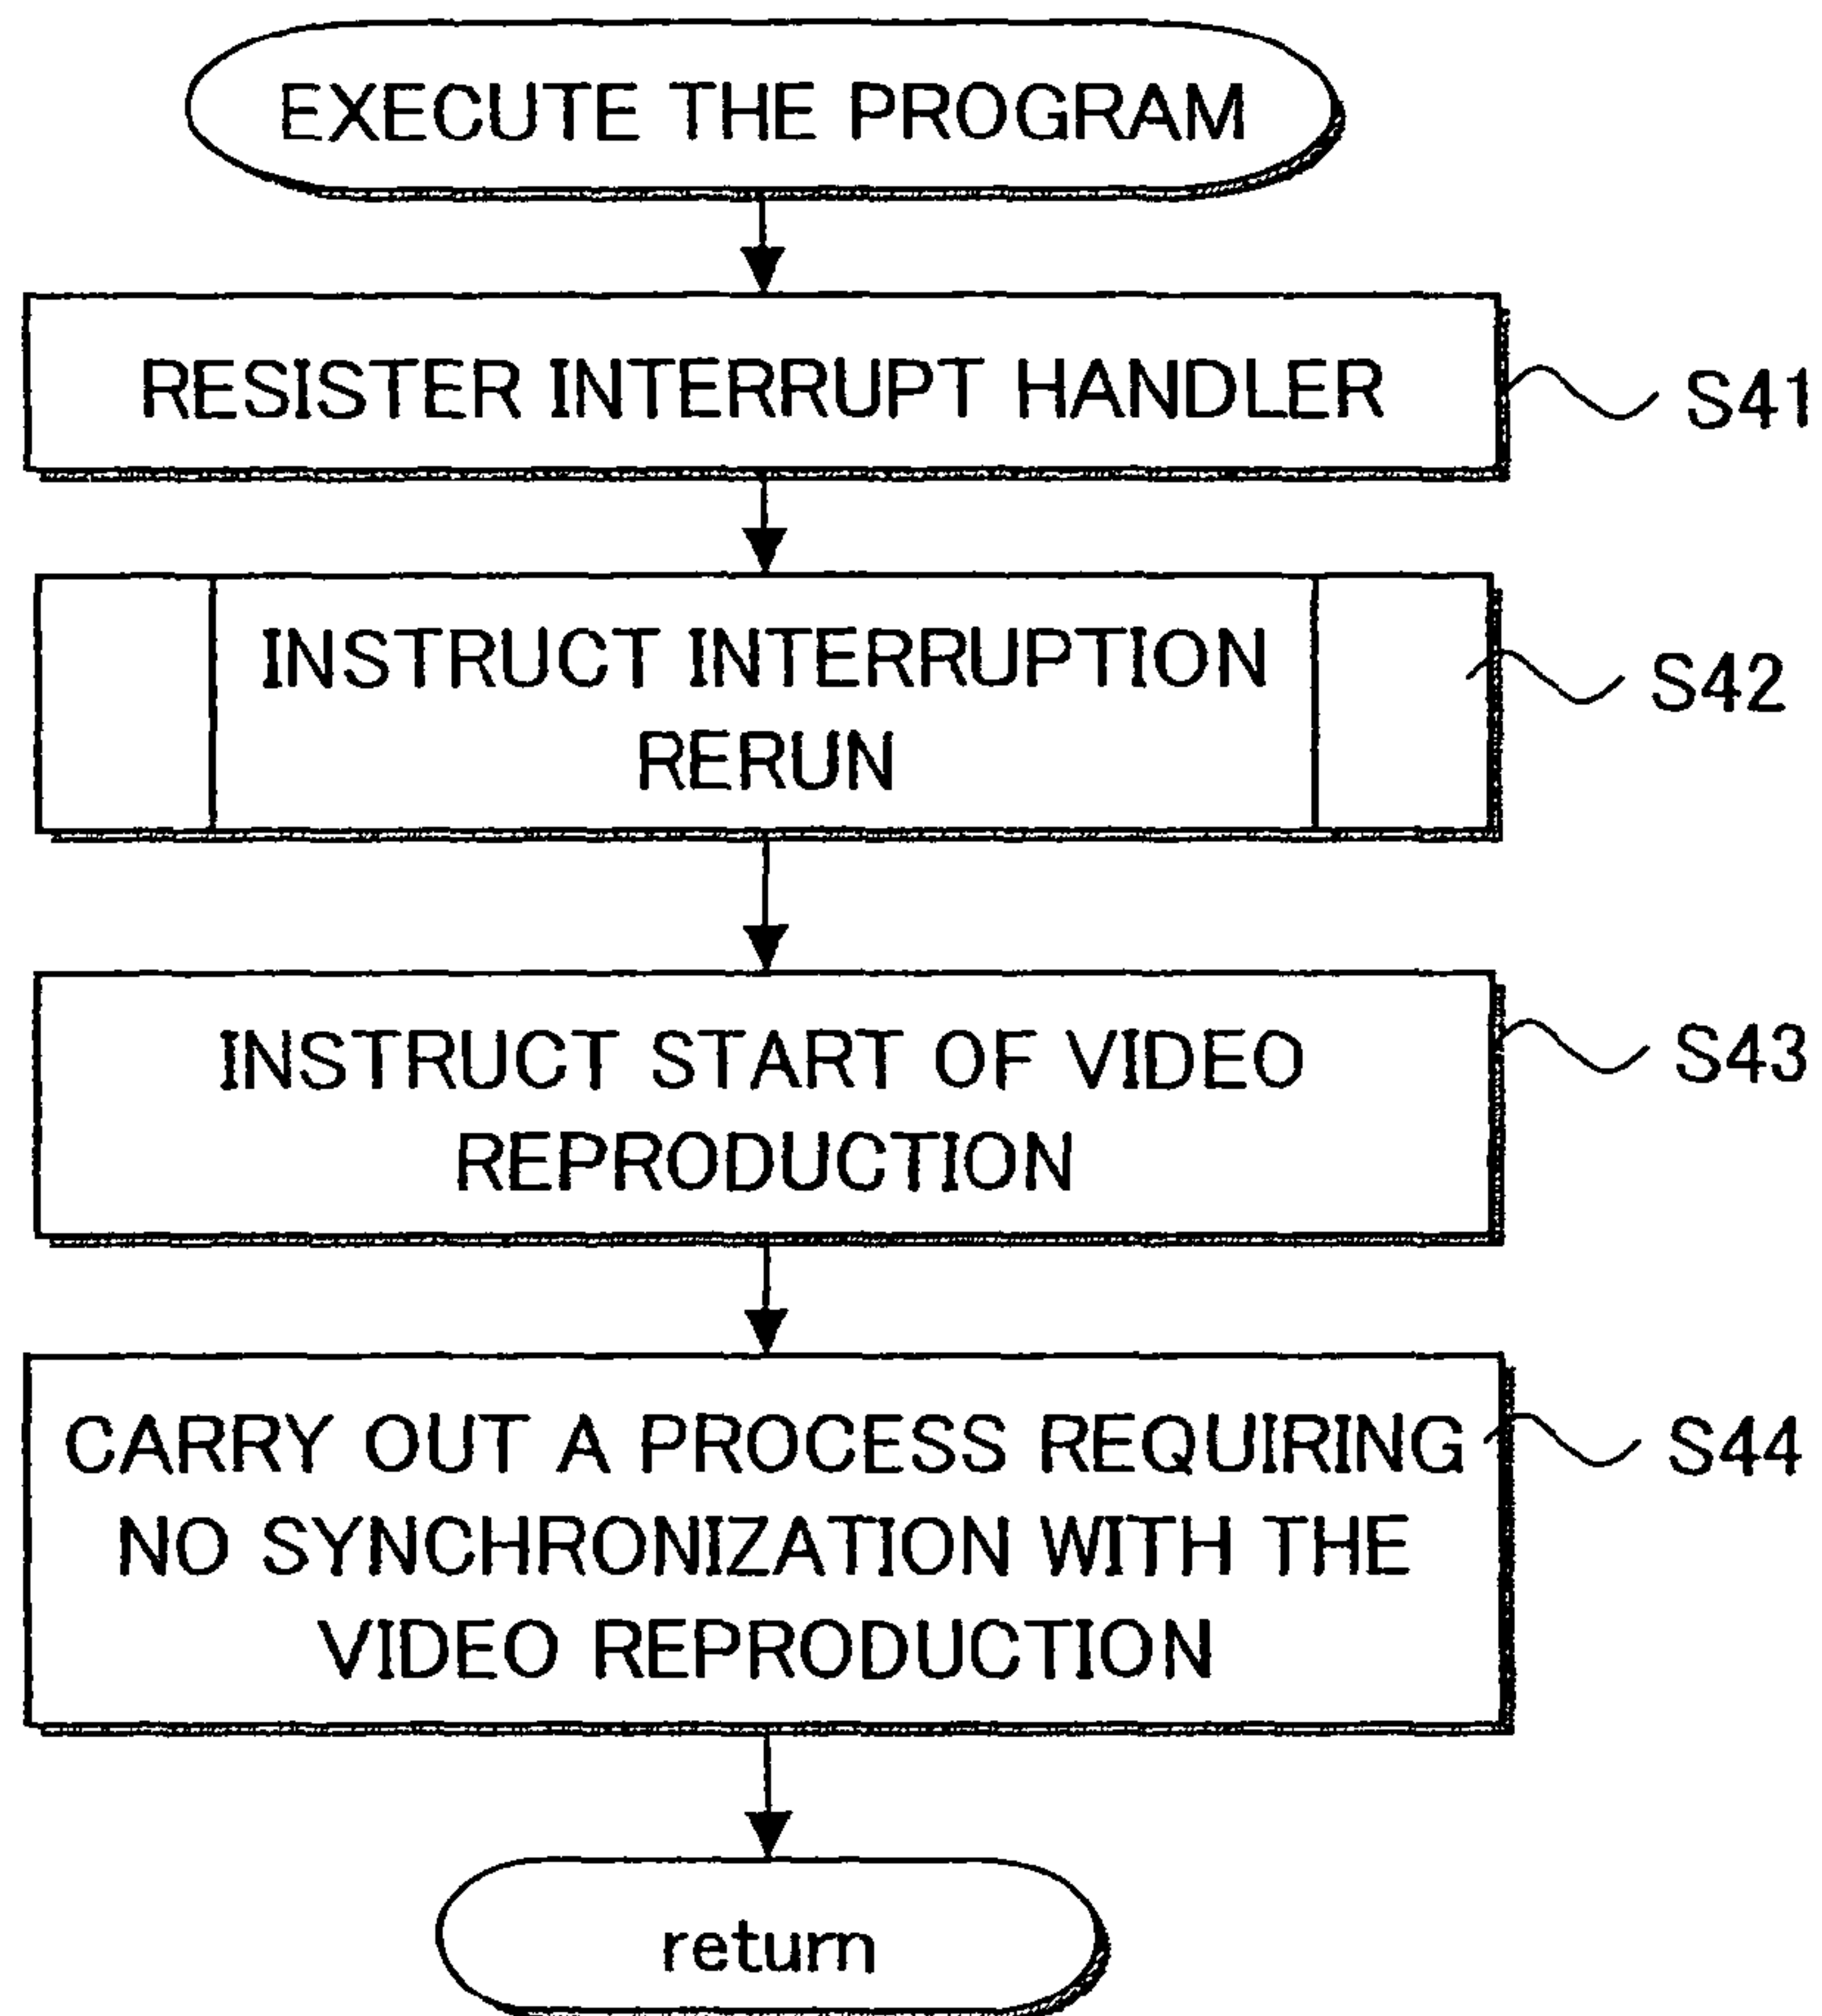 EXECUTE THE PROGRAM
RESISTER INTERRUPT HANDLER
S41
INSTRUCT INTERRUPTION
RERUN
S42
INSTRUCT START OF VIDEO
REPRODUCTION
S43
CARRY OUT A PROCESS REQUIRING
NO SYNCHRONIZATION WITH THE
VIDEO REPRODUCTION
S44
return